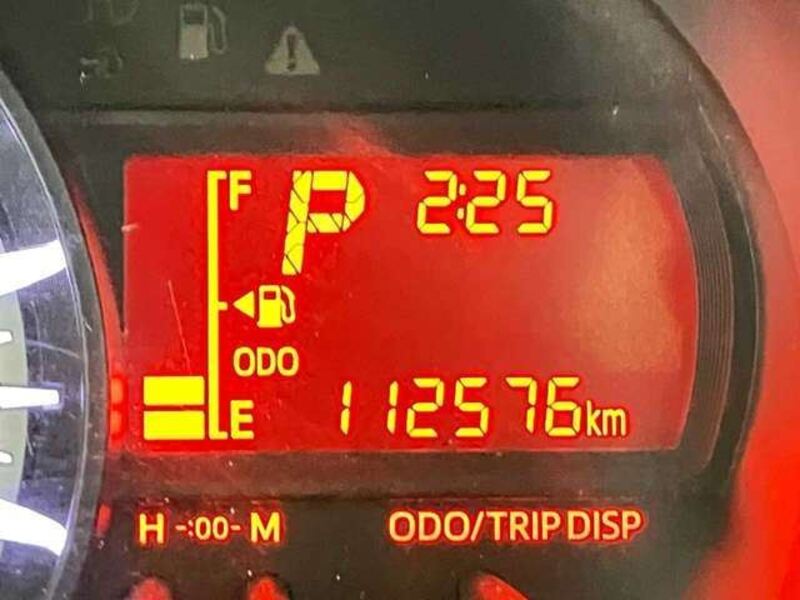 F P 2:25
ODO
E 112576km
H -:00- M ODO/TRIP DISP